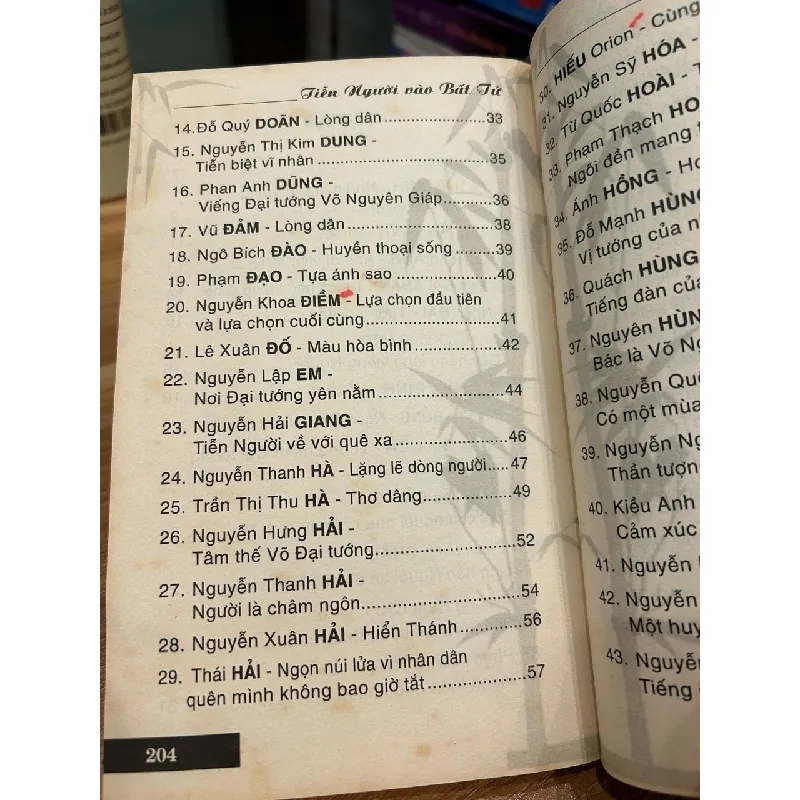 Tiễn Người vào Bất Tử
14. Đỗ Quý DOÃN - Lòng dân ........ 33
15. Nguyễn Thị Kim DUNG -
Tiễn biệt vĩ nhân ........ 35
16. Phan Anh DŨNG -
Viếng Đại tướng Võ Nguyên Giáp ........ 36
17. Vũ ĐẢM - Lòng dân ........ 38
18. Ngô Bích ĐÀO - Huyền thoại sống ........ 39
19. Phạm ĐẠO - Tựa ánh sao ........ 40
20. Nguyễn Khoa ĐIỀM - Lựa chọn đầu tiên
và lựa chọn cuối cùng ........ 41
21. Lê Xuân ĐỐ - Màu hòa bình ........ 42
22. Nguyễn Lập EM -
Nơi Đại tướng yên nằm ........ 44
23. Nguyễn Hải GIANG -
Tiễn Người về với quê xa ........ 46
24. Nguyễn Thanh HÀ - Lặng lẽ dòng người ..... 47
25. Trần Thị Thu HÀ - Thơ dâng ........ 49
26. Nguyễn Hưng HẢI -
Tâm thế Võ Đại tướng ........ 52
27. Nguyễn Thanh HẢI -
Người là châm ngôn ........ 54
28. Nguyễn Xuân HẢI - Hiển Thánh ........ 56
29. Thái HẢI - Ngọn núi lửa vì nhân dân
quên mình không bao giờ tắt ........ 57
204
30. HIẾU Orion - Cùng
31. Nguyễn Sỹ HÓA -
32. Từ Quốc HOÀI -
33. Phạm Thạch HO
Ngôi đền mang
34. Ánh HỒNG -
35. Đỗ Mạnh HÙNG
Vị tướng của
36. Quách HÙNG
Tiếng đàn của
37. Nguyên HÙN
Bác là Võ
38. Nguyễn
Có một mùa
39. Nguyễn
Thần tượng
40. Kiều Anh
Cảm xúc
41. Nguyễn
42. Nguyễn
Một huy
43. Nguyễn
Tiếng